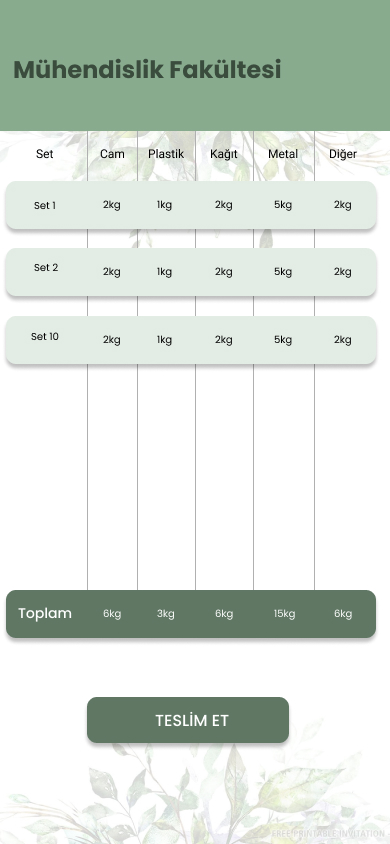 Mühendislik Fakültesi
Set Cam Plastik Kağıt Metal Diğer
Set 1 2kg 1kg 2kg 5kg 2kg
Set 2 2kg 1kg 2kg 5kg 2kg
Set 10 2kg 1kg 2kg 5kg 2kg
Toplam 6kg 3kg 6kg 15kg 6kg
TESLİM ET
FREE PRINTABLE INVITATION